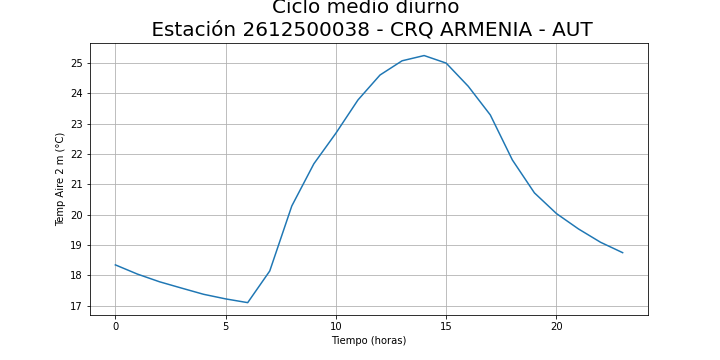 Ciclo medio diurno
Estación 2612500038 - CRQ ARMENIA - AUT
25
24
23
22
21
20
19
18
17
Temp Aire 2 m (°C)
0 5 10 15 20
Tiempo (horas)